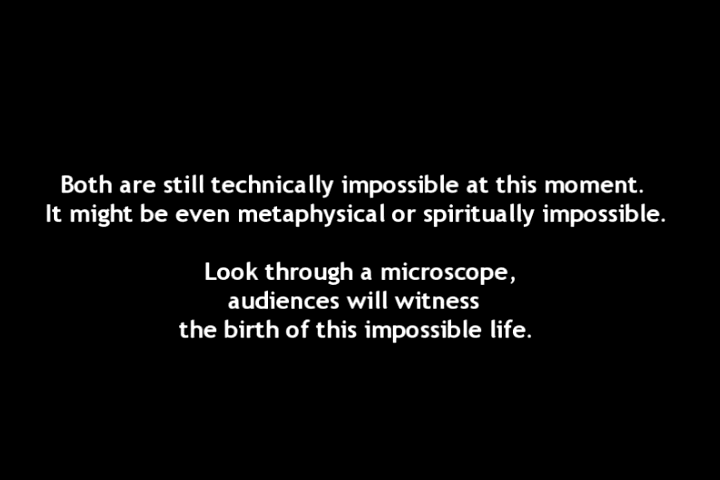 Both are still technically impossible at this moment.
It might be even metaphysical or spiritually impossible.
Look through a microscope,
audiences will witness
the birth of this impossible life.